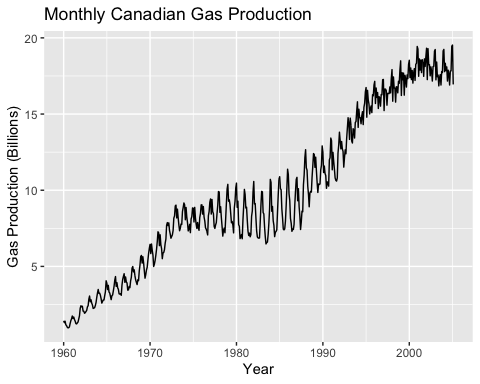 Monthly Canadian Gas Production
Gas Production (Billions)
20
15
10
5
1960 1970 1980 1990 2000
Year